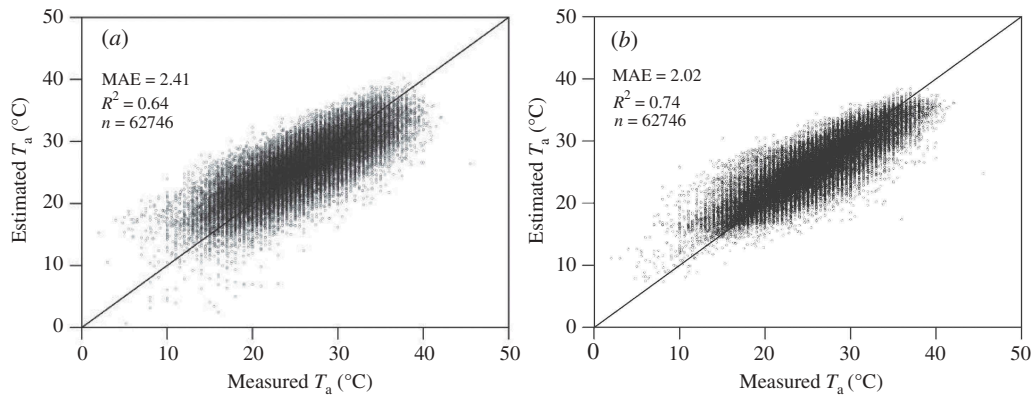 (a)
MAE = 2.41
R² = 0.64
n = 62746
50
40
30
20
10
0
Estimated Tₐ (°C)
0 10 20 30 40 50
Measured Tₐ (°C)
(b)
MAE = 2.02
R² = 0.74
n = 62746
50
40
30
20
10
0
Estimated Tₐ (°C)
0 10 20 30 40 50
Measured Tₐ (°C)